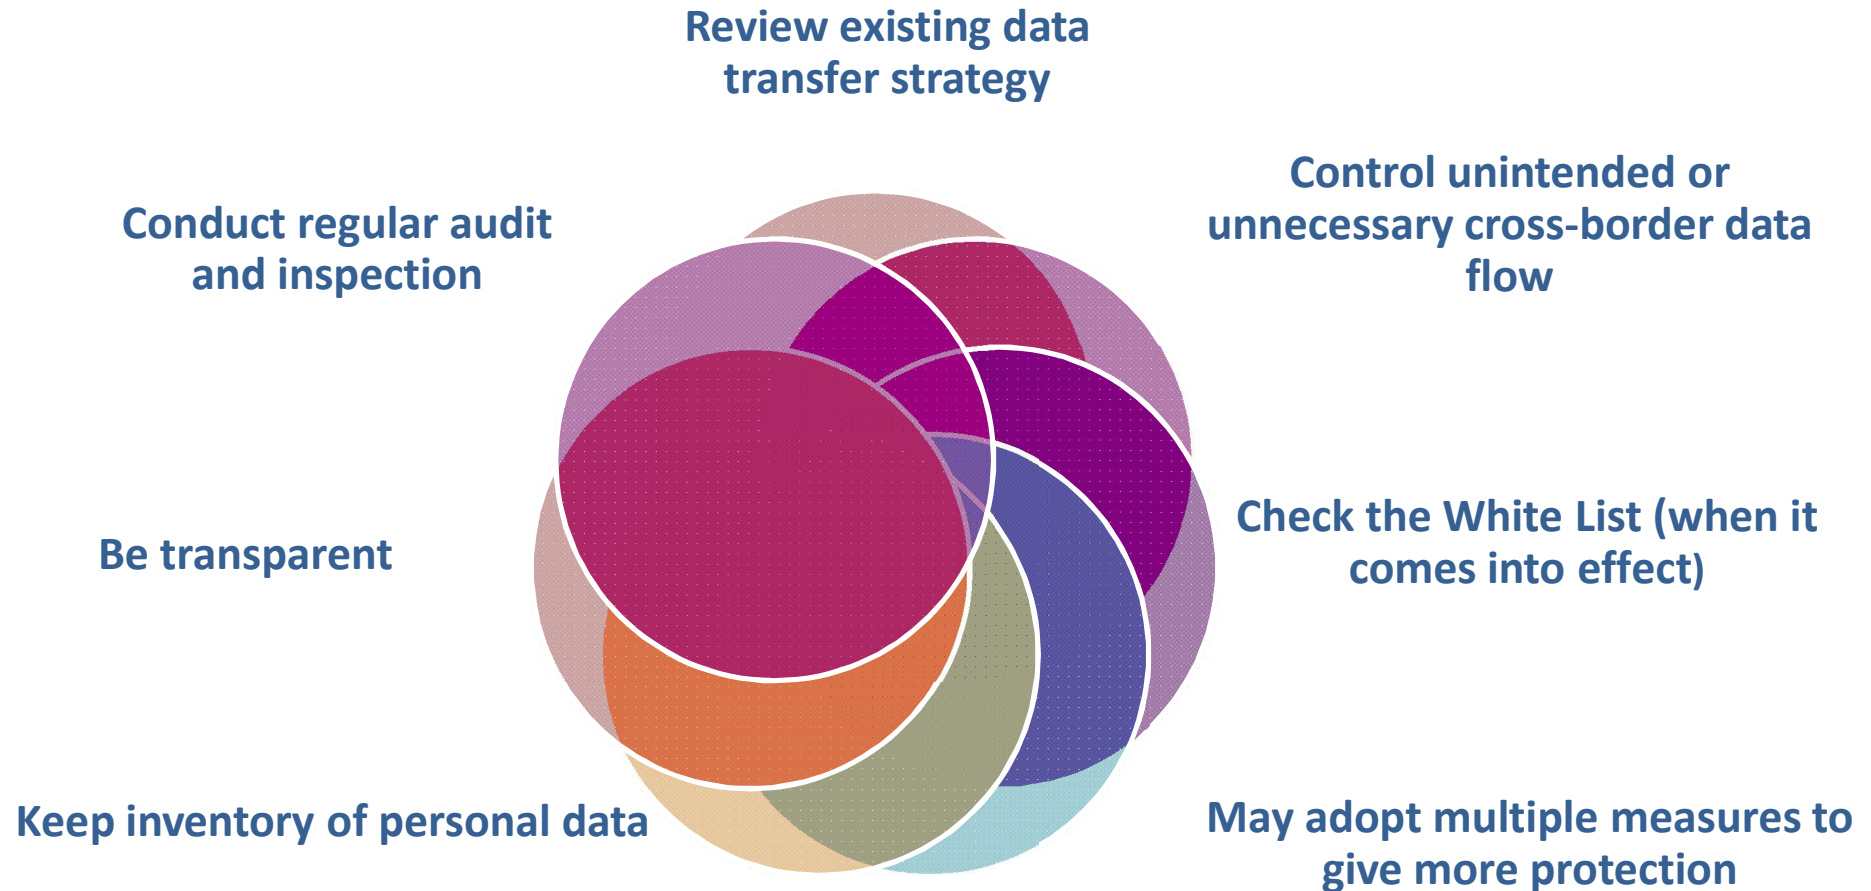 Review existing data
transfer strategy
Control unintended or
unnecessary cross-border data
flow
Check the White List (when it
comes into effect)
May adopt multiple measures to
give more protection
Keep inventory of personal data
Be transparent
Conduct regular audit
and inspection